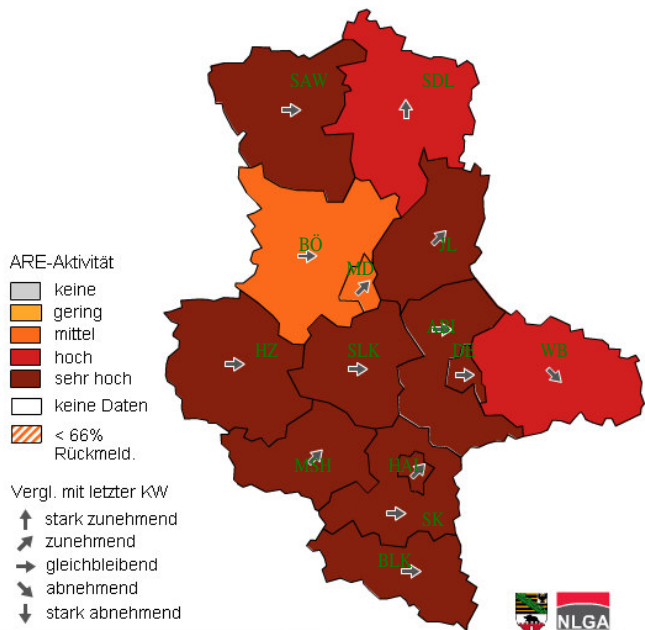 SAW
SDL
BÖ
MD
JL
ARE-Aktivität
keine
gering
mittel
hoch
sehr hoch
keine Daten
< 66%
Rückmeld.
HZ
SLK
ABI
DE
WB
MSH
HAL
SK
BLK
Vergl. mit letzter KW
stark zunehmend
zunehmend
gleichbleibend
abnehmend
stark abnehmend
NLGA